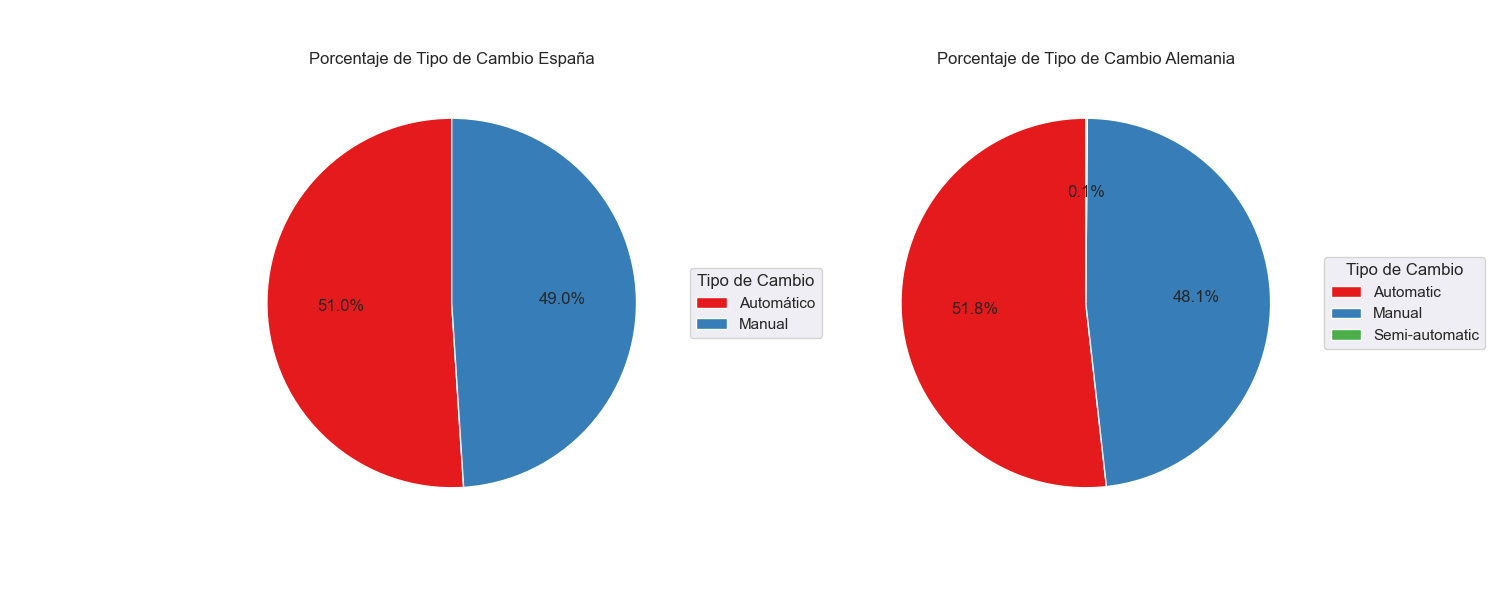 Porcentaje de Tipo de Cambio España
51.0%
49.0%
Tipo de Cambio
Automático
Manual
Porcentaje de Tipo de Cambio Alemania
0.1%
51.8%
48.1%
Tipo de Cambio
Automatic
Manual
Semi-automatic